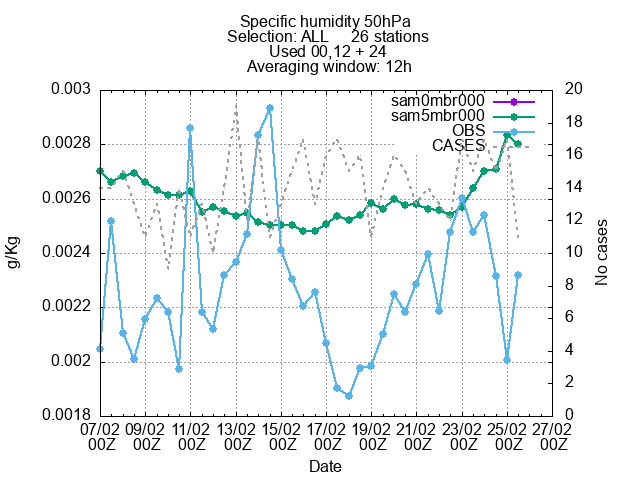 Specific humidity 50hPa
Selection: ALL 26 stations
Used 00,12 + 24
Averaging window: 12h
0.003
0.0028
0.0026
0.0024
0.0022
0.002
0.0018
g/Kg
20
18
16
14
12
10
8
6
4
2
0
No cases
sam0mbr000
sam5mbr000
OBS
CASES
07/02 09/02 11/02 13/02 15/02 17/02 19/02 21/02 23/02 25/02 27/02
00Z 00Z 00Z 00Z 00Z 00Z 00Z 00Z 00Z 00Z 00Z
Date